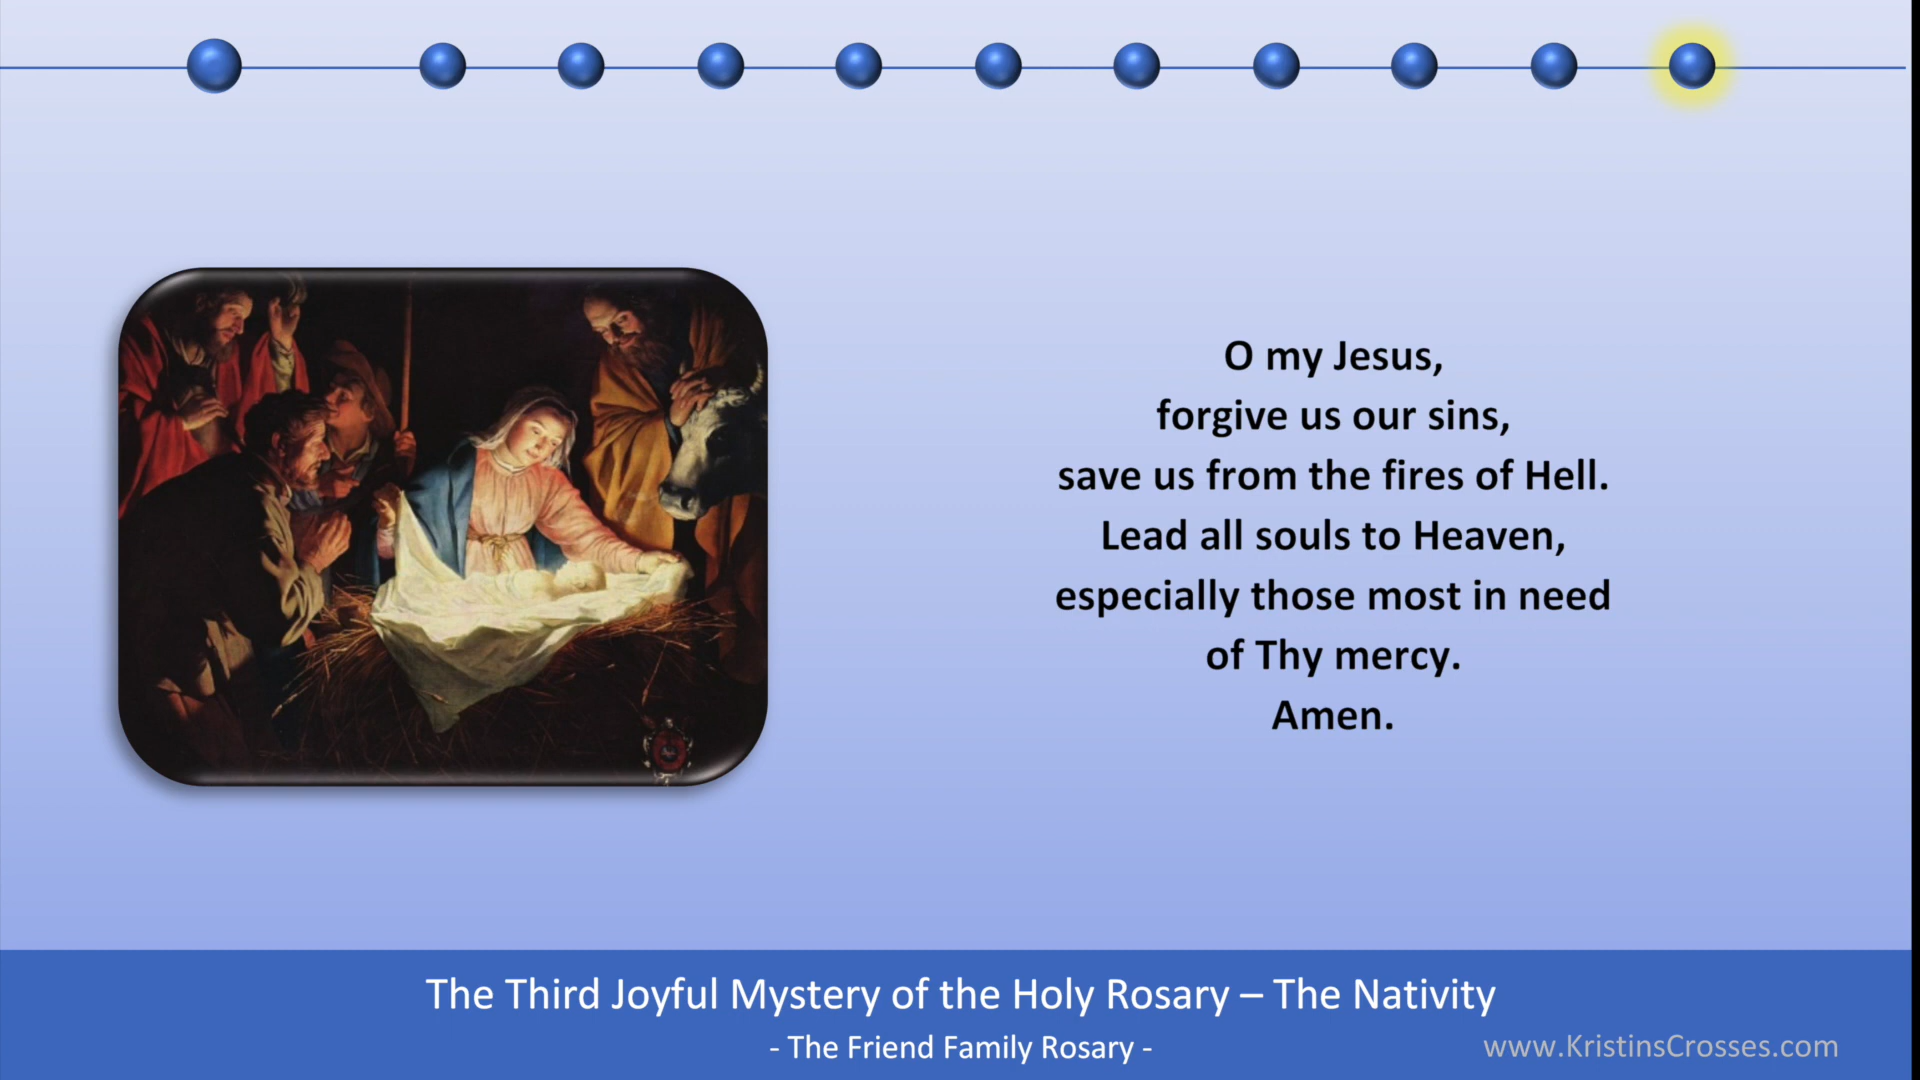 O my Jesus,
forgive us our sins,
save us from the fires of Hell.
Lead all souls to Heaven,
especially those most in need
of Thy mercy.
Amen.
The Third Joyful Mystery of the Holy Rosary – The Nativity
- The Friend Family Rosary -
www.KristinsCrosses.com